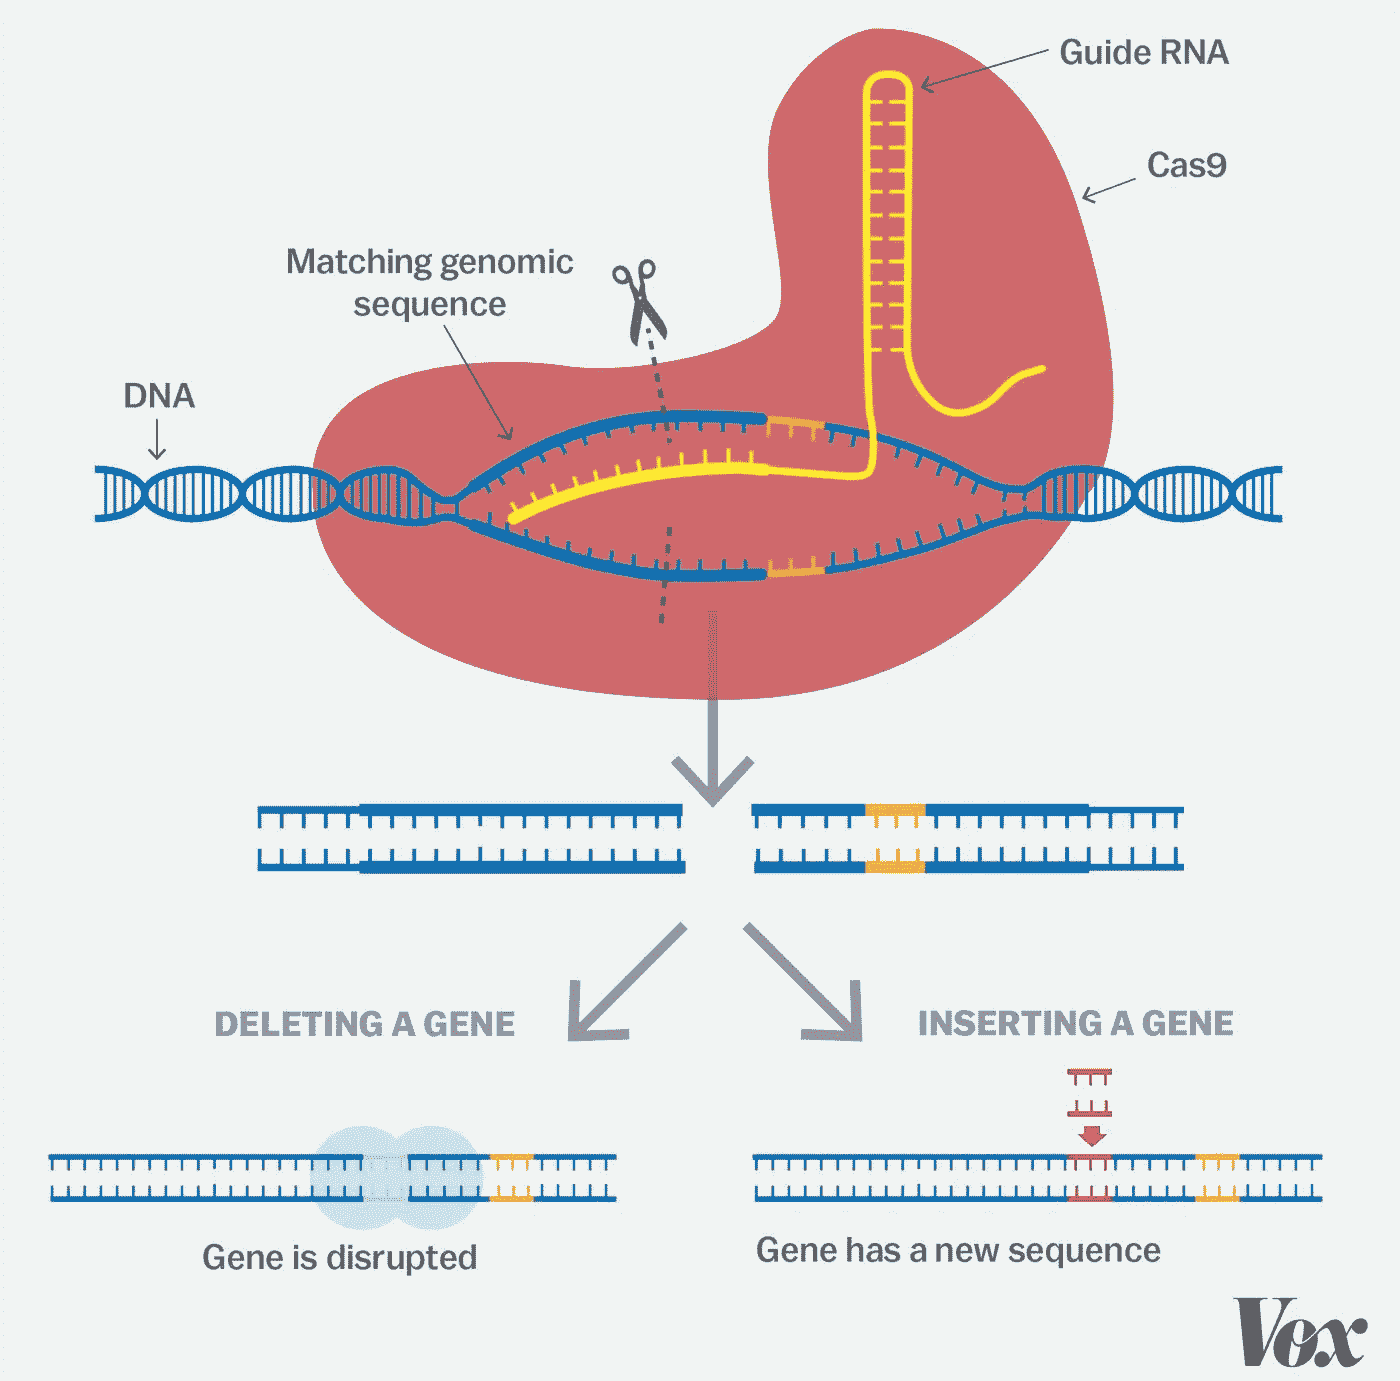 Guide RNA
Cas9
Matching genomic
sequence
DNA
DELETING A GENE
INSERTING A GENE
Gene is disrupted
Gene has a new sequence
Vox